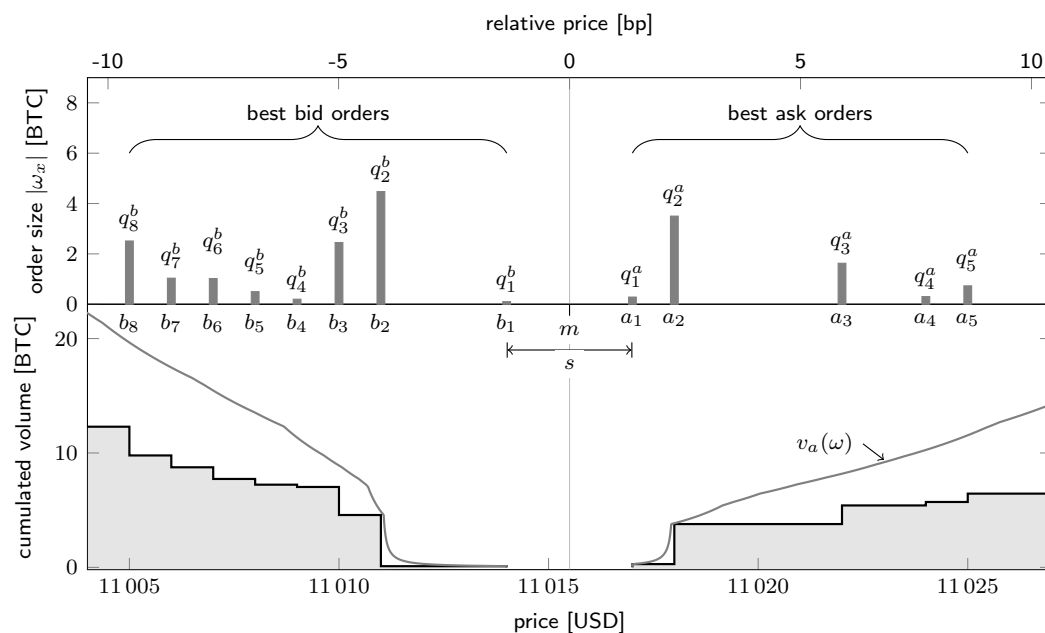 relative price [bp]
-10 -5 0 5 10
order size |ω_x| [BTC]
8
6
4
2
0
best bid orders best ask orders
q_8^b q_7^b q_6^b q_5^b q_4^b q_3^b q_2^b q_1^b q_1^a q_2^a q_3^a q_4^a q_5^a
b_8 b_7 b_6 b_5 b_4 b_3 b_2 b_1 m a_1 a_2 a_3 a_4 a_5
s
cumulated volume [BTC]
20
10
0
v_a(ω)
11 005 11 010 11 015 11 020 11 025
price [USD]